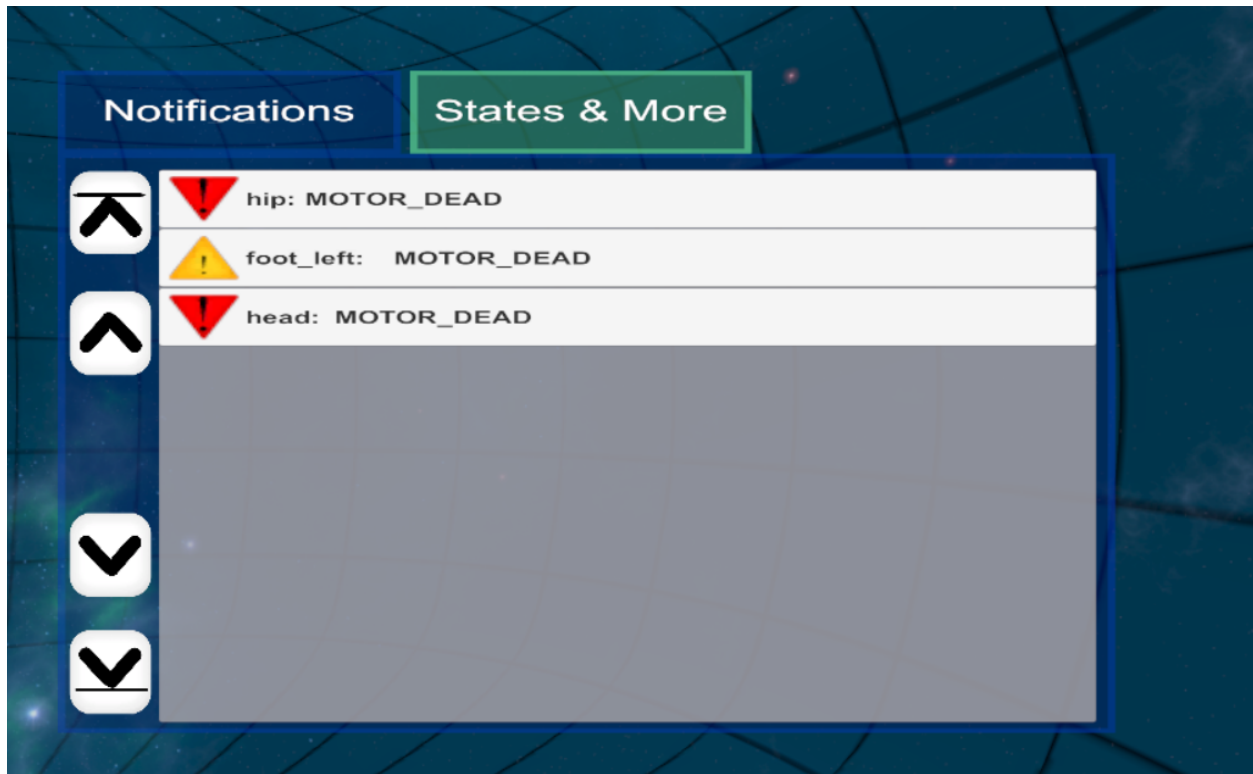 Notifications
States & More
hip: MOTOR_DEAD
foot_left: MOTOR_DEAD
head: MOTOR_DEAD